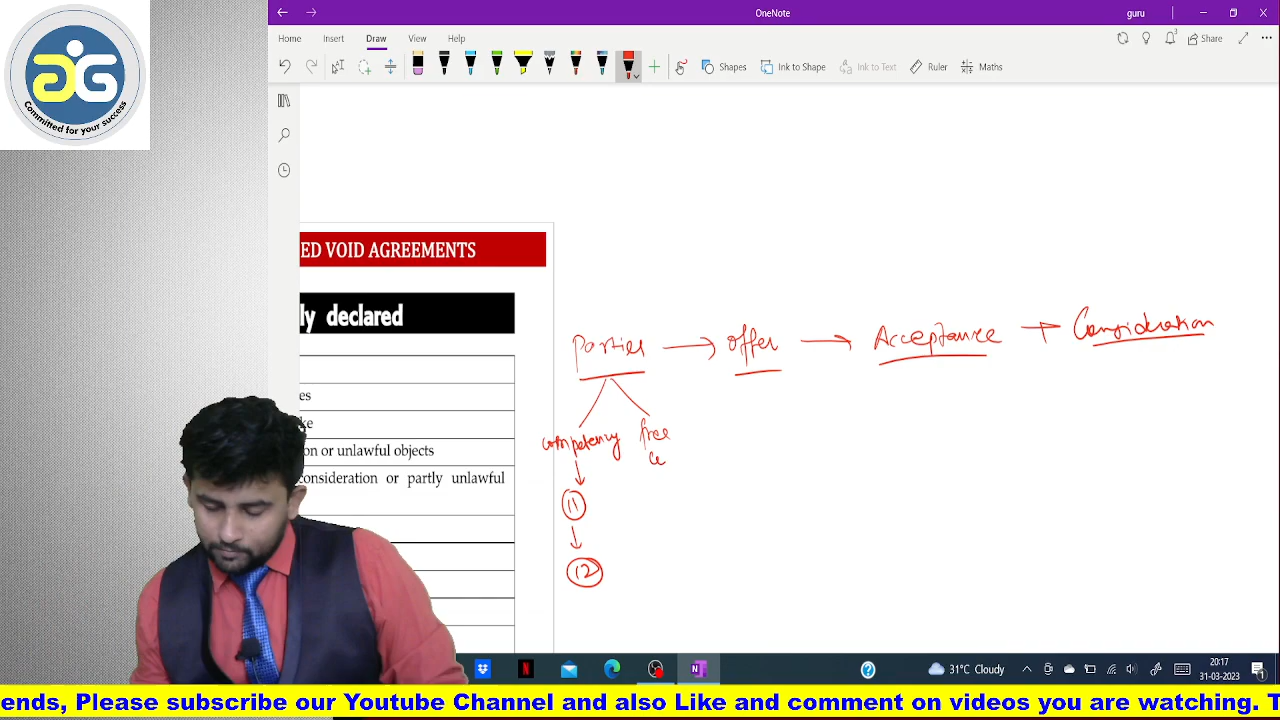 Committed for your success
OneNote
guru
Home Insert Draw View Help
3
Share
Shapes
Ink to Shape
Ink to Text
Ruler
Maths
ED VOID AGREEMENTS
ly declared
es
ke
on or unlawful objects
consideration or partly unlawful
Parties → Offer → Acceptance → Consideration
competency free
11
12
31°C Cloudy
20:17
31-03-2023
1
ends, Please subscribe our Youtube Channel and also Like and comment on videos you are watching. T